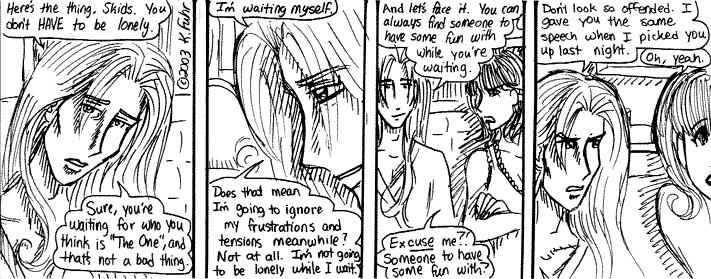 Here's the thing, Skids. You
don't HAVE to be lonely.
©2003 K.Fuhr
Sure, you're
waiting for who you
think is "The One", and
that's not a bad thing.
I'm waiting myself.
Does that mean
I'm going to ignore
my frustrations and
tensions meanwhile?
Not at all. I'm not going
to be lonely while I wait.
And let's face it. You can
always find someone to
have some fun with
while you're
waiting.
Excuse me?!
Someone to have
some fun with?
Don't look so offended. I
gave you the same
speech when I picked you
up last night.
Oh, yeah.